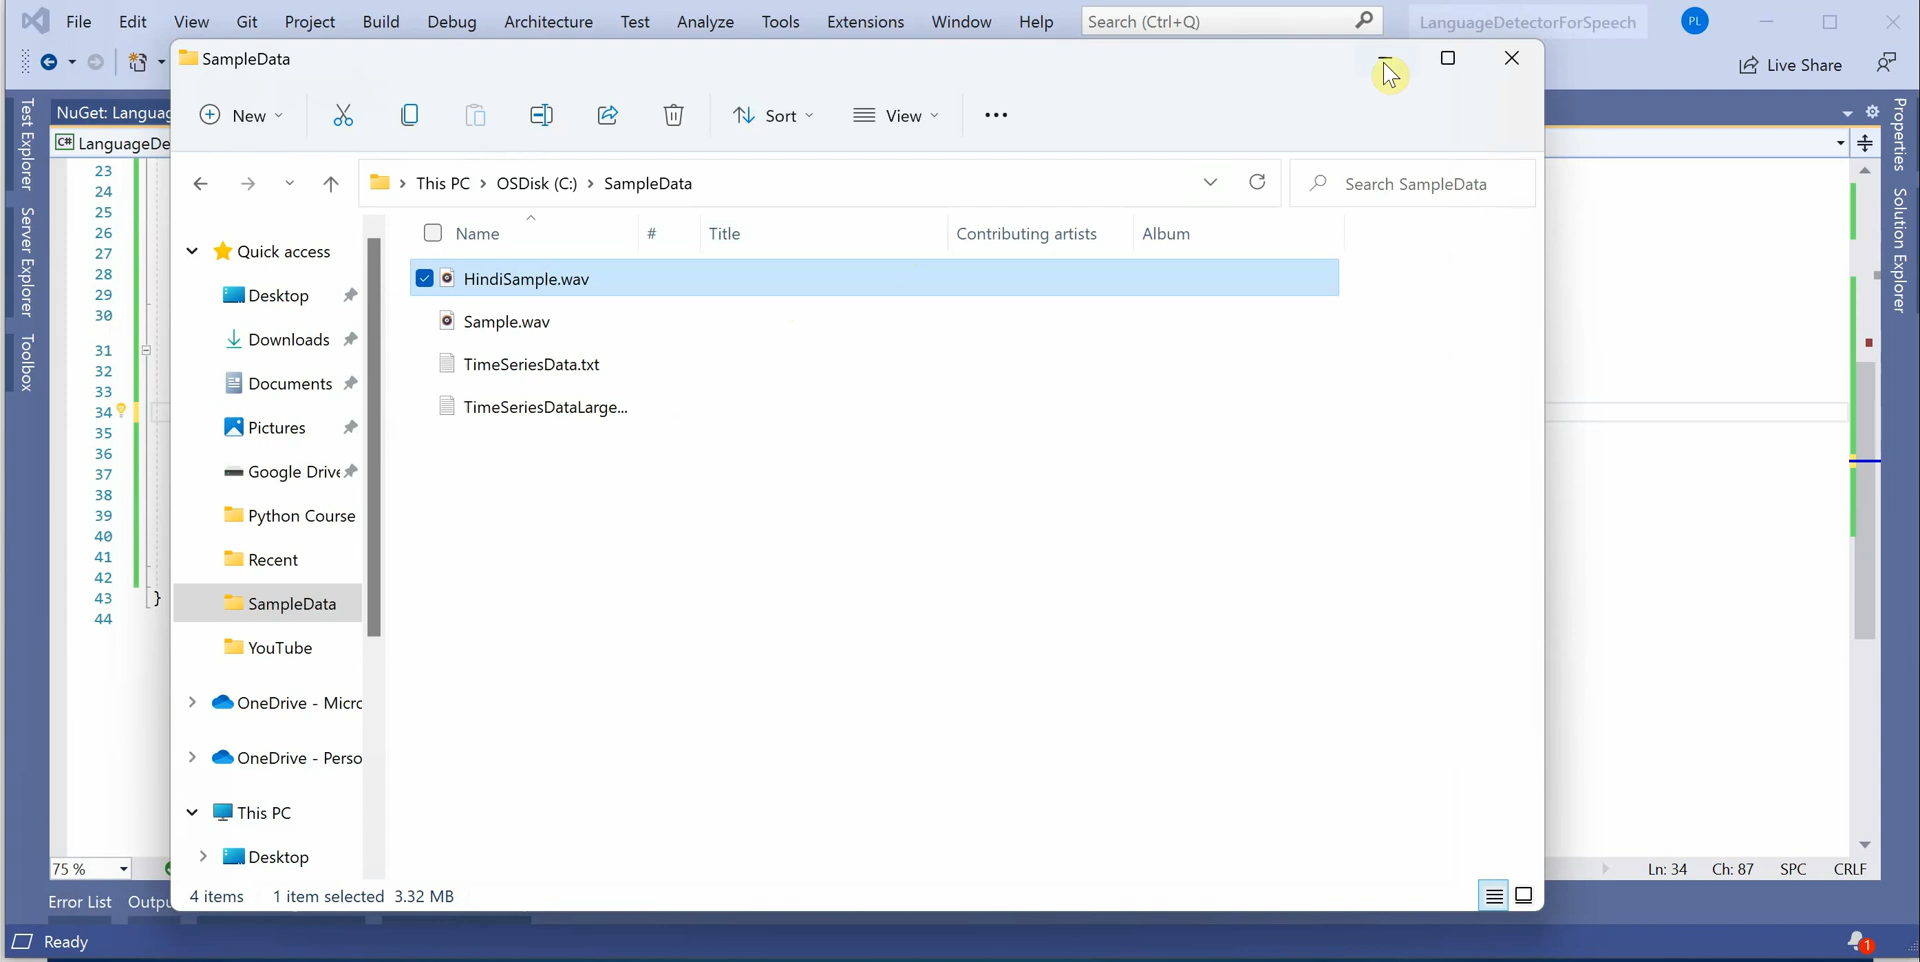 File Edit View Git Project Build Debug Architecture Test Analyze Tools Extensions Window Help Search (Ctrl+Q) LanguageDetectorForSpeech PL
Live Share
SampleData
NuGet: Languag
C# LanguageDe
New Sort View
This PC > OSDisk (C:) > SampleData
Search SampleData
Name # Title Contributing artists Album
HindiSample.wav
Sample.wav
TimeSeriesData.txt
TimeSeriesDataLarge...
Quick access
Desktop
Downloads
Documents
Pictures
Google Drive
Python Course
Recent
SampleData
YouTube
OneDrive - Micro
OneDrive - Perso
This PC
Desktop
4 items 1 item selected 3.32 MB
Test Explorer
Server Explorer
Toolbox
Properties
Solution Explorer
23
24
25
26
27
28
29
30
31
32
33
34
35
36
37
38
39
40
41
42
43 }
44
75 %
Ln: 34 Ch: 87 SPC CRLF
Error List Outpu
Ready
1